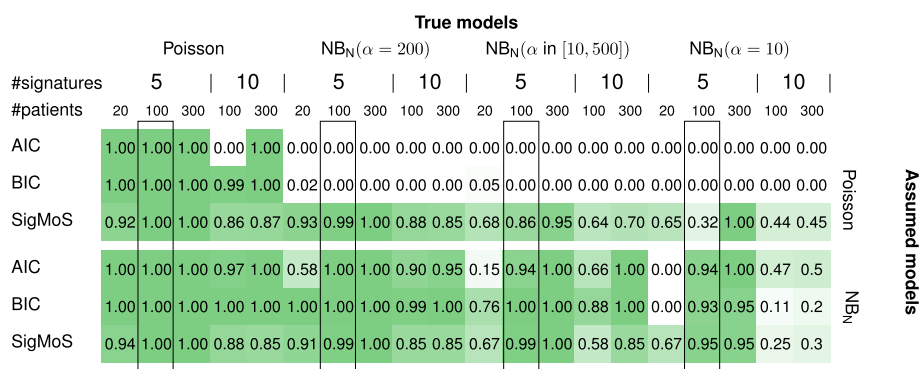 True models
Poisson NB_N(α = 200) NB_N(α in [10, 500]) NB_N(α = 10)
#signatures 5 | 10 | 5 | 10 | 5 | 10 | 5 | 10 |
#patients 20 100 300 100 300 20 100 300 100 300 20 100 300 100 300 20 100 300 100 300
AIC 1.00 1.00 1.00 0.00 1.00 0.00 0.00 0.00 0.00 0.00 0.00 0.00 0.00 0.00 0.00 0.00 0.00 0.00 0.00 0.00
BIC 1.00 1.00 1.00 0.99 1.00 0.02 0.00 0.00 0.00 0.00 0.05 0.00 0.00 0.00 0.00 0.00 0.00 0.00 0.00 0.00
SigMoS 0.92 1.00 1.00 0.86 0.87 0.93 0.99 1.00 0.88 0.85 0.68 0.86 0.95 0.64 0.70 0.65 0.32 1.00 0.44 0.45
Poisson
AIC 1.00 1.00 1.00 0.97 1.00 0.58 1.00 1.00 0.90 0.95 0.15 0.94 1.00 0.66 1.00 0.00 0.94 1.00 0.47 0.5
BIC 1.00 1.00 1.00 1.00 1.00 1.00 1.00 1.00 0.99 1.00 0.76 1.00 1.00 0.88 1.00 0.00 0.93 0.95 0.11 0.2
SigMoS 0.94 1.00 1.00 0.88 0.85 0.91 0.99 1.00 0.85 0.85 0.67 0.99 1.00 0.58 0.85 0.67 0.95 0.95 0.25 0.3
NB_N
Assumed models